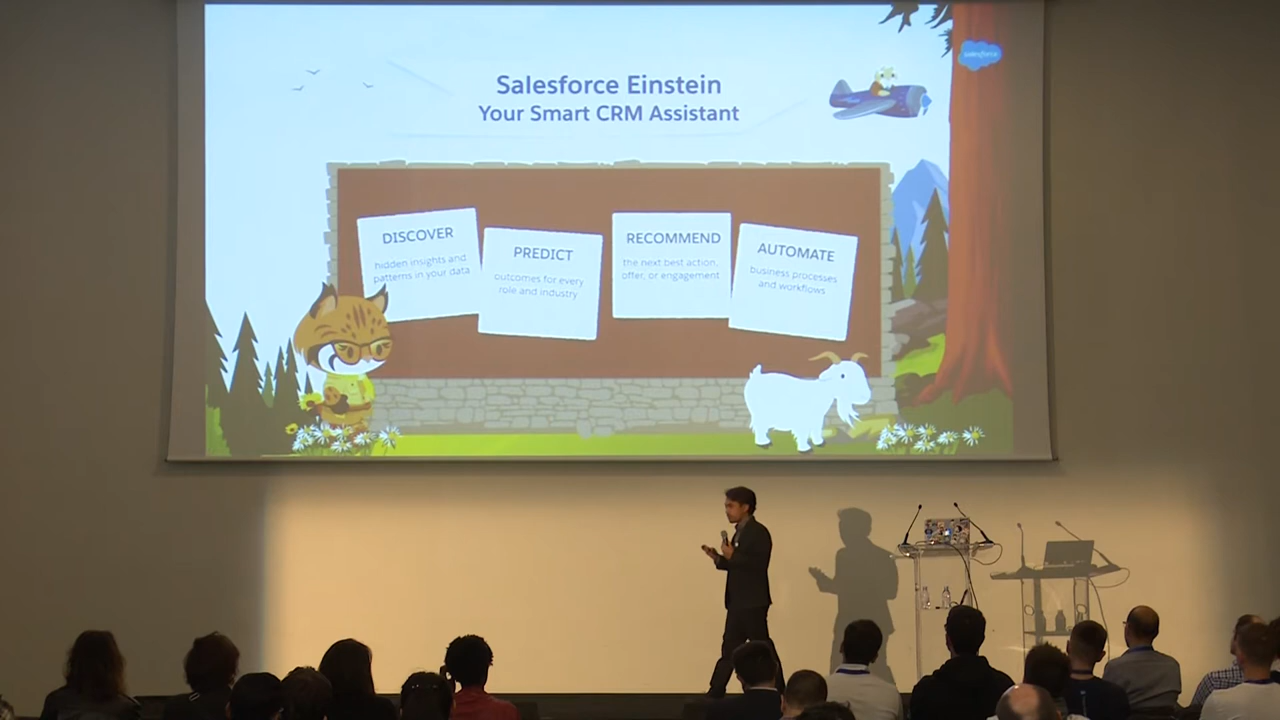 salesforce
Salesforce Einstein
Your Smart CRM Assistant
DISCOVER
hidden insights and
patterns in your data
PREDICT
outcomes for every
role and industry
RECOMMEND
the next best action,
offer, or engagement
AUTOMATE
business processes
and workflows